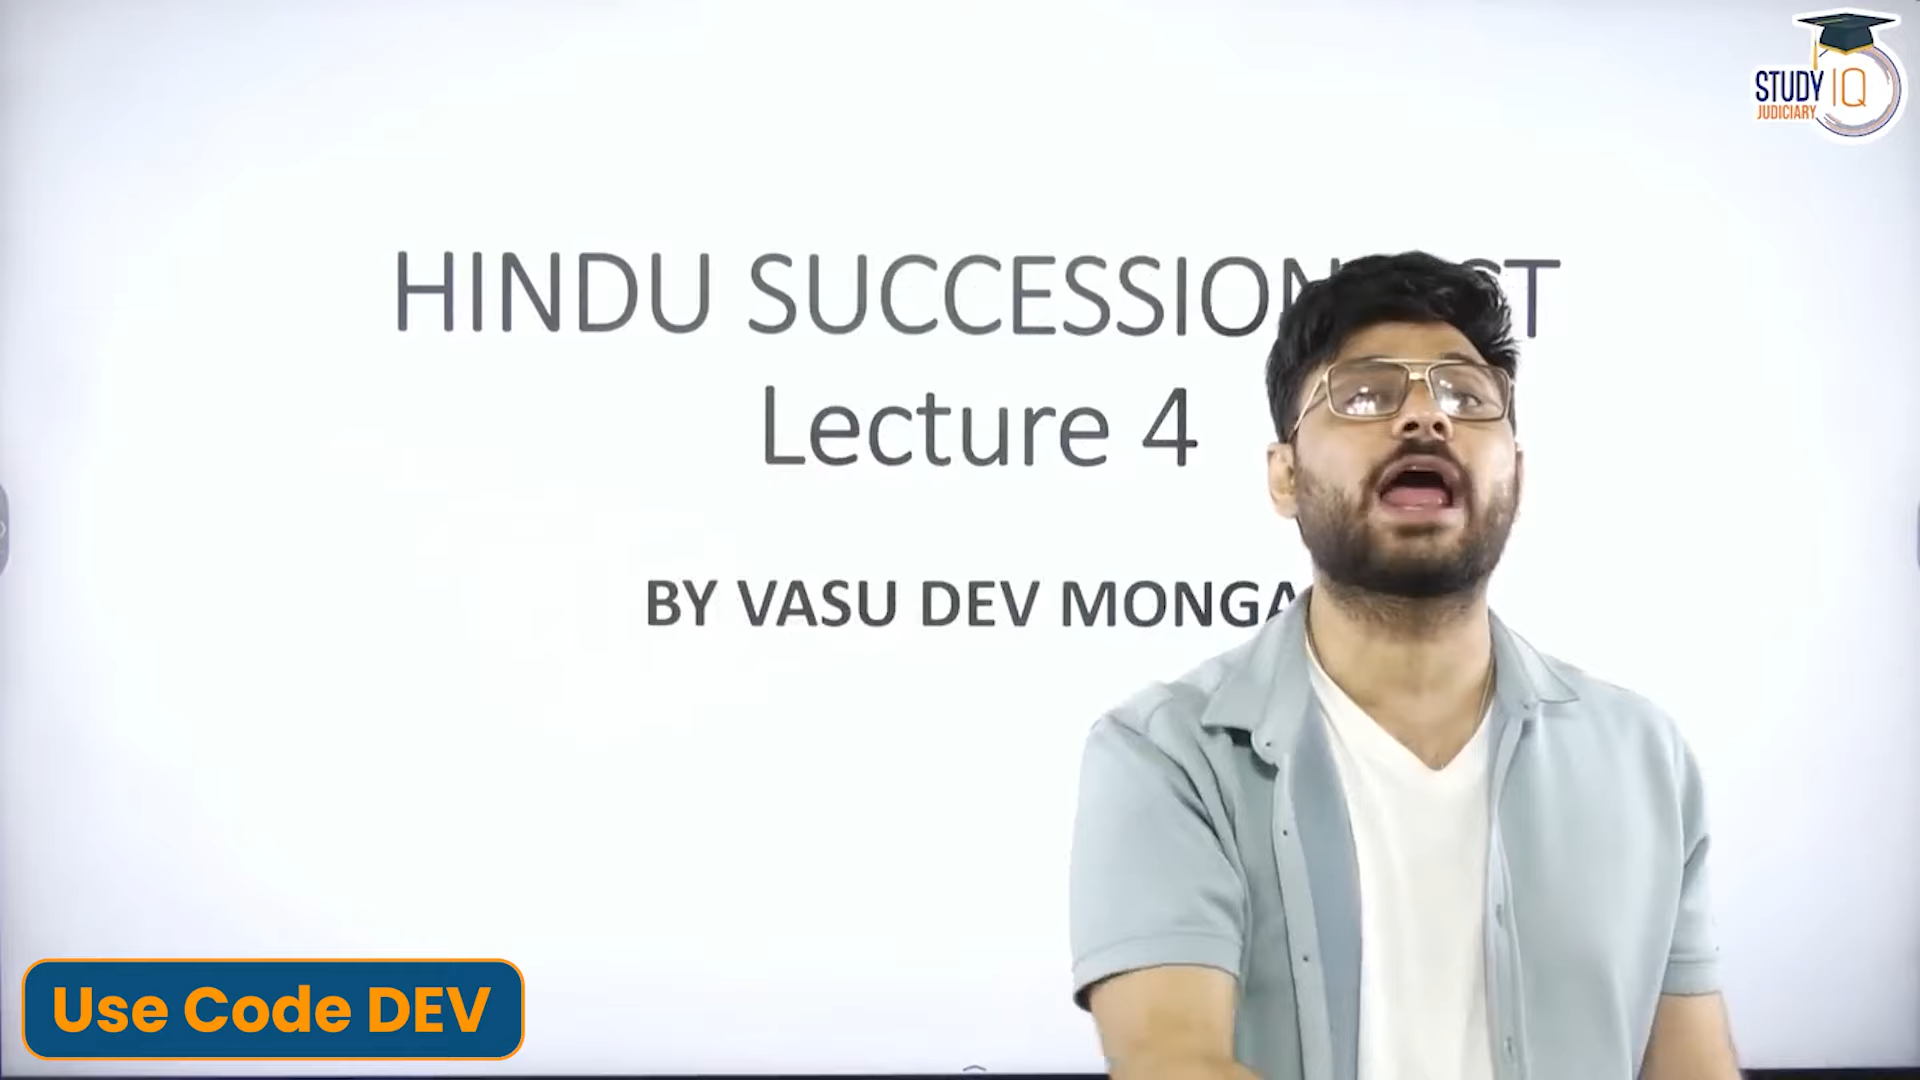 STUDY IQ
JUDICIARY
HINDU SUCCESSION
Lecture 4
BY VASU DEV MONGA
Use Code DEV